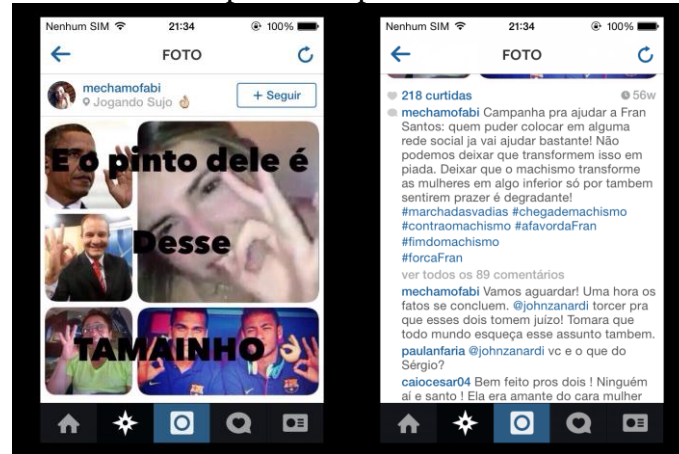 Nenhum SIM 21:34 100%
FOTO
mechamofabi
Jogando Sujo 👌
+ Seguir
E o pinto dele é
Desse
TAMAINHO
Nenhum SIM 21:34 100%
FOTO
218 curtidas 56w
mechamofabi Campanha pra ajudar a Fran
Santos: quem puder colocar em alguma
rede social ja vai ajudar bastante! Não
podemos deixar que transformem isso em
piada. Deixar que o machismo transforme
as mulheres em algo inferior só por tambem
sentirem prazer é degradante!
#marchadasvadias #chegademachismo
#contraomachismo #afavordaFran
#fimdomachismo
#forcaFran
ver todos os 89 comentários
mechamofabi Vamos aguardar! Uma hora os
fatos se concluem. @johnzanardi torcer pra
que esses dois tomem juízo! Tomara que
todo mundo esqueça esse assunto tambem.
paulanfaria @johnzanardi vc e o que do
Sérgio?
caiocesar04 Bem feito pros dois ! Ninguém
aí e santo ! Ela era amante do cara mulher